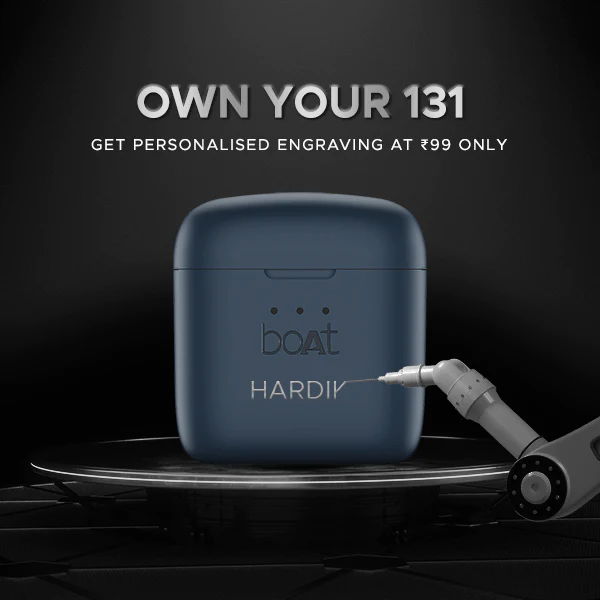 OWN YOUR 131
GET PERSONALISED ENGRAVING AT ₹99 ONLY
boAt
HARDIK